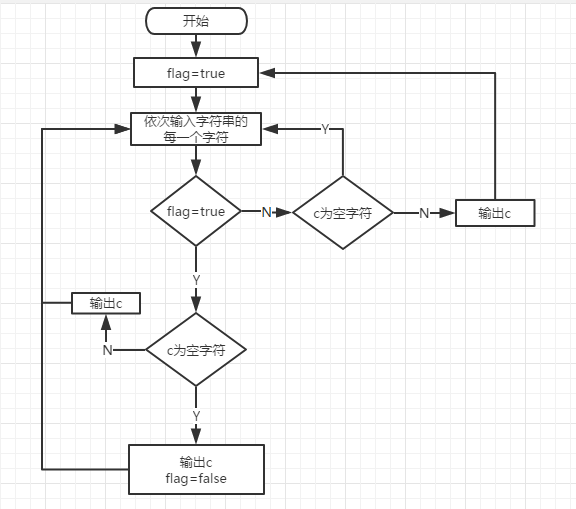 开始
flag=true
依次输入字符串的
每一个字符
Y
flag=true
N
c为空字符
N
输出c
Y
输出c
N
c为空字符
Y
输出c
flag=false